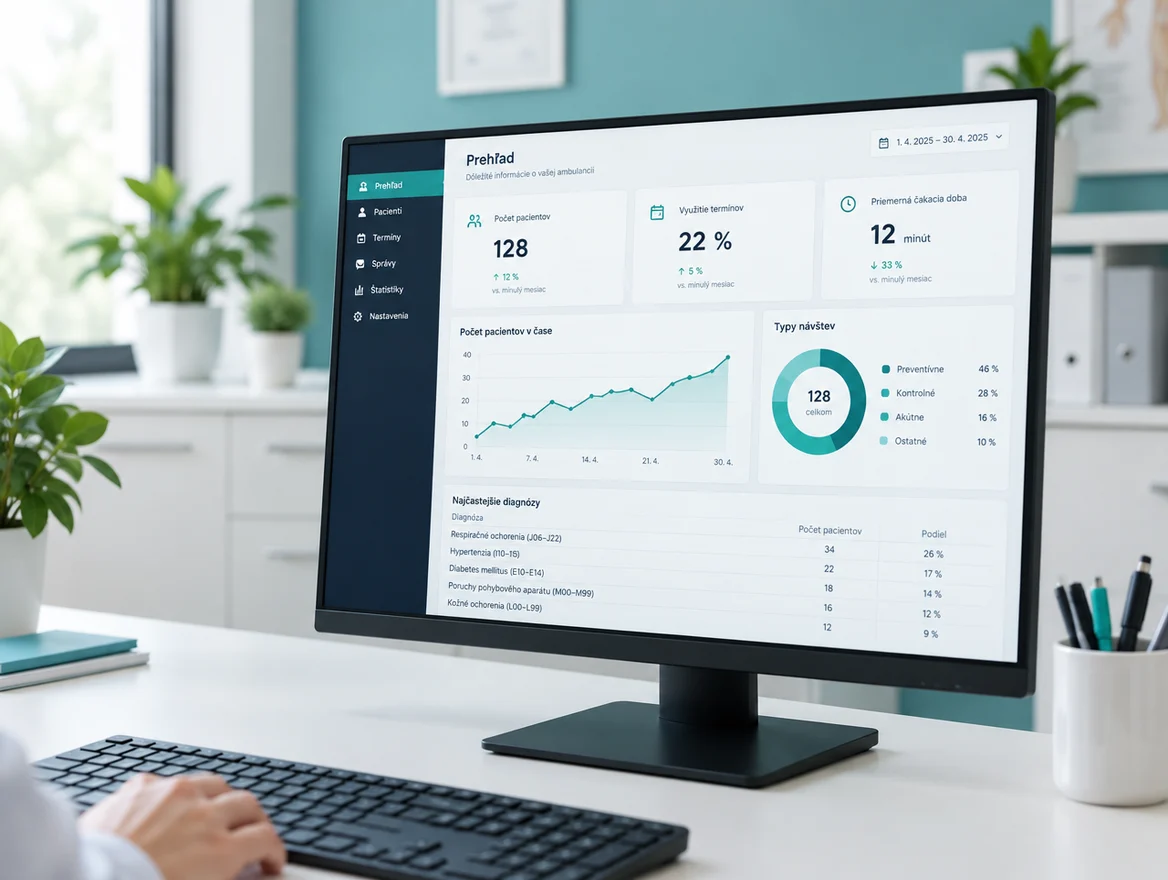 Prehľad
Pacienti
Termíny
Správy
Štatistiky
Nastavenia
Prehľad
Dôležité informácie o vašej ambulancii
1. 4. 2025 – 30. 4. 2025
Počet pacientov
128
↑ 12 %
vs. minulý mesiac
Využitie termínov
22 %
↑ 5 %
vs. minulý mesiac
Priemerná čakacia doba
12 minút
↓ 33 %
vs. minulý mesiac
Počet pacientov v čase
40
30
20
10
0
1. 4.
7. 4.
14. 4.
21. 4.
30. 4.
Typy návštev
128
celkom
Preventívne 46 %
Kontrolné 28 %
Akútne 16 %
Ostatné 10 %
Najčastejšie diagnózy
Diagnóza Počet pacientov Podiel
Respiračné ochorenia (J06–J22) 34 26 %
Hypertenzia (I10–15) 22 17 %
Diabetes mellitus (E10–E14) 18 14 %
Poruchy pohybového aparátu (M00–M99) 16 12 %
Kožné ochorenia (L00–L99) 12 9 %